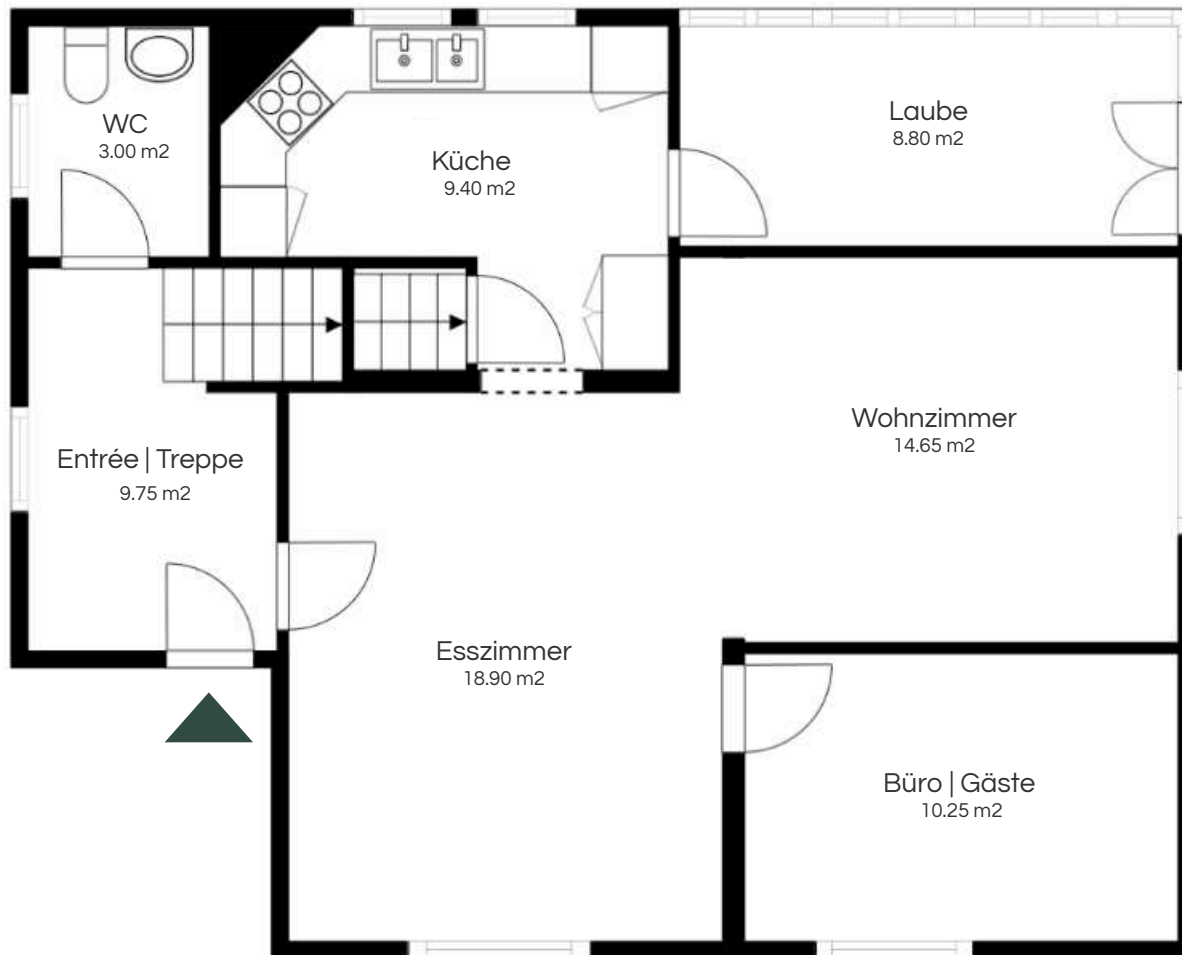 WC
3.00 m2
Küche
9.40 m2
Laube
8.80 m2
Entrée | Treppe
9.75 m2
Wohnzimmer
14.65 m2
Esszimmer
18.90 m2
Büro | Gäste
10.25 m2